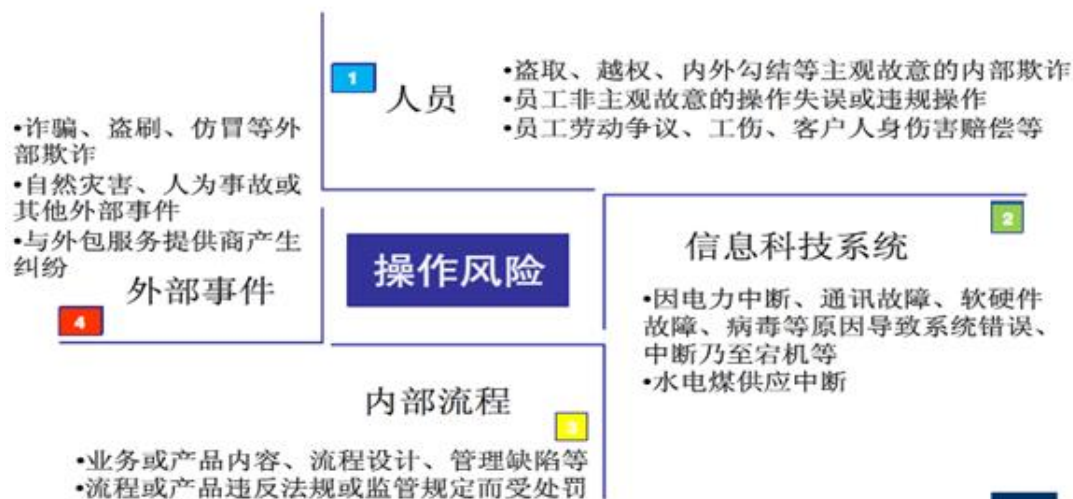 1
人员
•盗取、越权、内外勾结等主观故意的内部欺诈
•员工非主观故意的操作失误或违规操作
•员工劳动争议、工伤、客户人身伤害赔偿等
2
信息科技系统
•因电力中断、通讯故障、软硬件
故障、病毒等原因导致系统错误、
中断乃至宕机等
•水电煤供应中断
操作风险
内部流程
3
•业务或产品内容、流程设计、管理缺陷等
•流程或产品违反法规或监管规定而受处罚
•诈骗、盗刷、仿冒等外
部欺诈
•自然灾害、人为事故或
其他外部事件
•与外包服务提供商产生
纠纷
外部事件
4